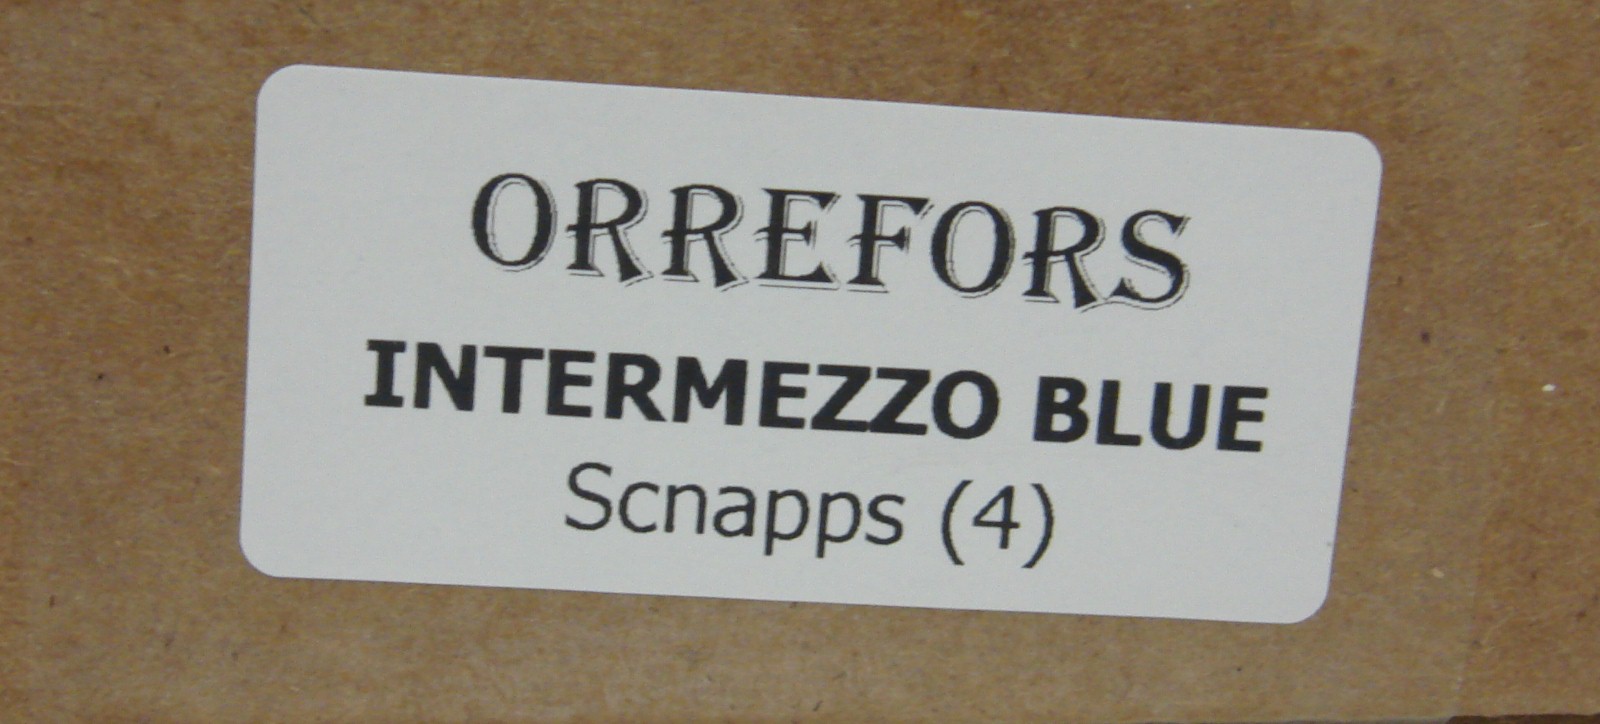 ORREFORS
INTERMEZZO BLUE
Scnapps (4)